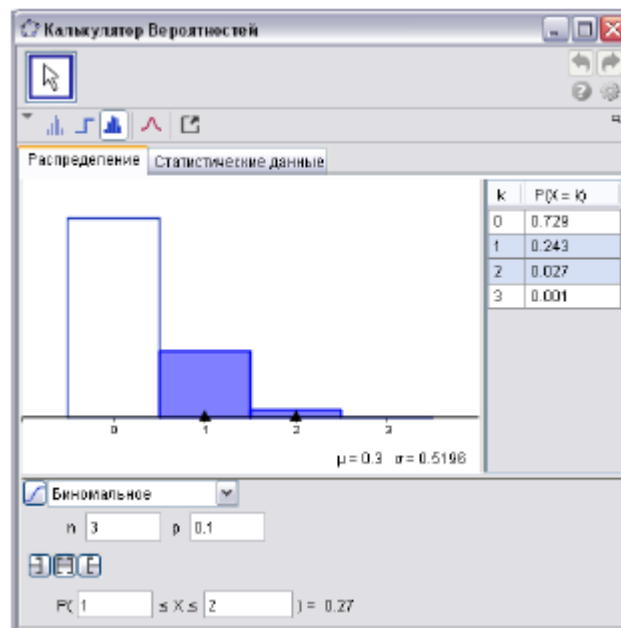 Калькулятор Вероятностей
Распределение Статистические данные
k P(X = k)
0 0.729
1 0.243
2 0.027
3 0.001
0 1 2 3
μ = 0.3 σ = 0.5196
Биномальное
n 3 p 0.1
P( 1 ≤ X ≤ 2 ) = 0.27